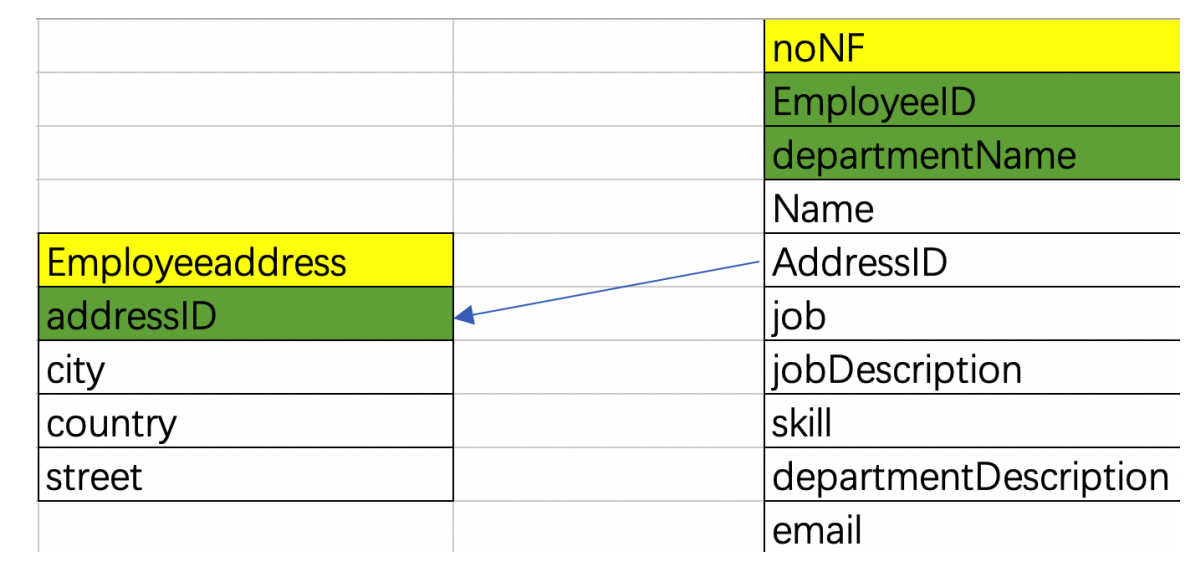 noNF
EmployeeID
departmentName
Name
Employeeaddress
AddressID
addressID
job
city
jobDescription
country
skill
street
departmentDescription
email